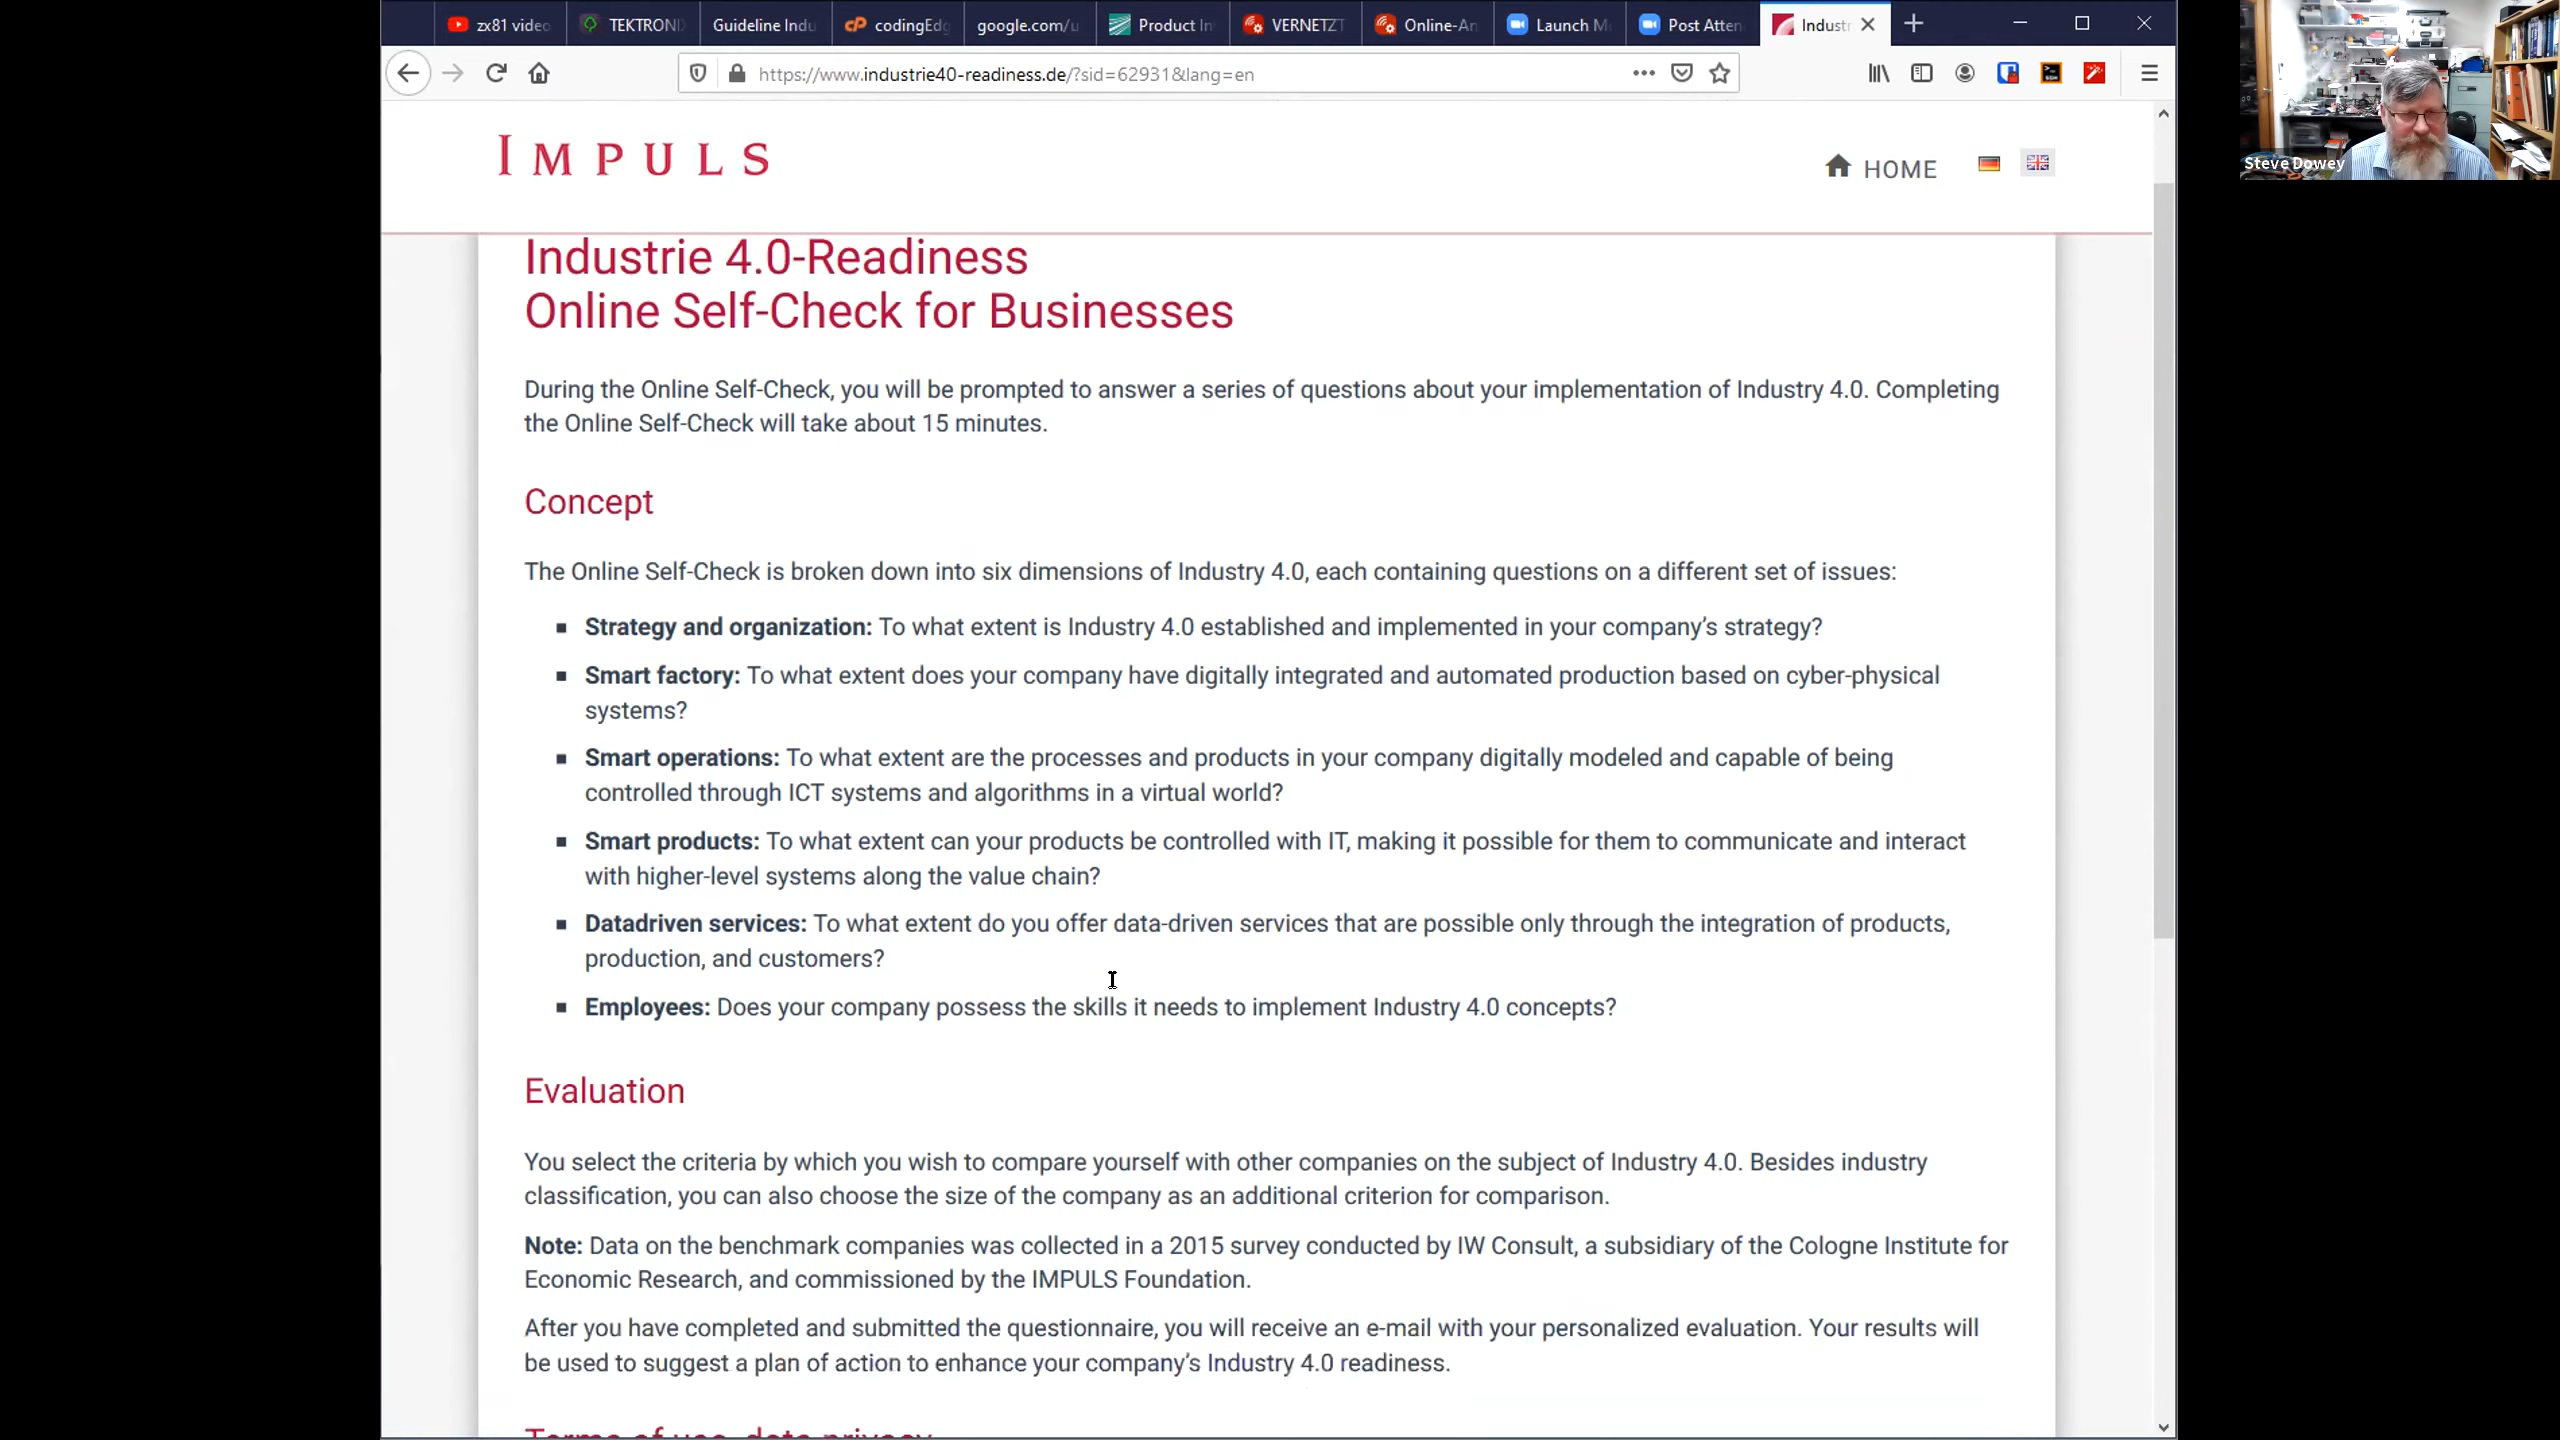 zx81 video
TEKTRONI
Guideline Indu
codingEdg
google.com/u
Product In
VERNETZT
Online-An
Launch M
Post Atten
Industr
https://www.industrie40-readiness.de/?sid=62931&lang=en
Steve Dowey
IMPULS
HOME
Industrie 4.0-Readiness
Online Self-Check for Businesses
During the Online Self-Check, you will be prompted to answer a series of questions about your implementation of Industry 4.0. Completing
the Online Self-Check will take about 15 minutes.
Concept
The Online Self-Check is broken down into six dimensions of Industry 4.0, each containing questions on a different set of issues:
Strategy and organization: To what extent is Industry 4.0 established and implemented in your company’s strategy?
Smart factory: To what extent does your company have digitally integrated and automated production based on cyber-physical
systems?
Smart operations: To what extent are the processes and products in your company digitally modeled and capable of being
controlled through ICT systems and algorithms in a virtual world?
Smart products: To what extent can your products be controlled with IT, making it possible for them to communicate and interact
with higher-level systems along the value chain?
Datadriven services: To what extent do you offer data-driven services that are possible only through the integration of products,
production, and customers?
Employees: Does your company possess the skills it needs to implement Industry 4.0 concepts?
Evaluation
You select the criteria by which you wish to compare yourself with other companies on the subject of Industry 4.0. Besides industry
classification, you can also choose the size of the company as an additional criterion for comparison.
Note: Data on the benchmark companies was collected in a 2015 survey conducted by IW Consult, a subsidiary of the Cologne Institute for
Economic Research, and commissioned by the IMPULS Foundation.
After you have completed and submitted the questionnaire, you will receive an e-mail with your personalized evaluation. Your results will
be used to suggest a plan of action to enhance your company’s Industry 4.0 readiness.
Terms of use, data privacy